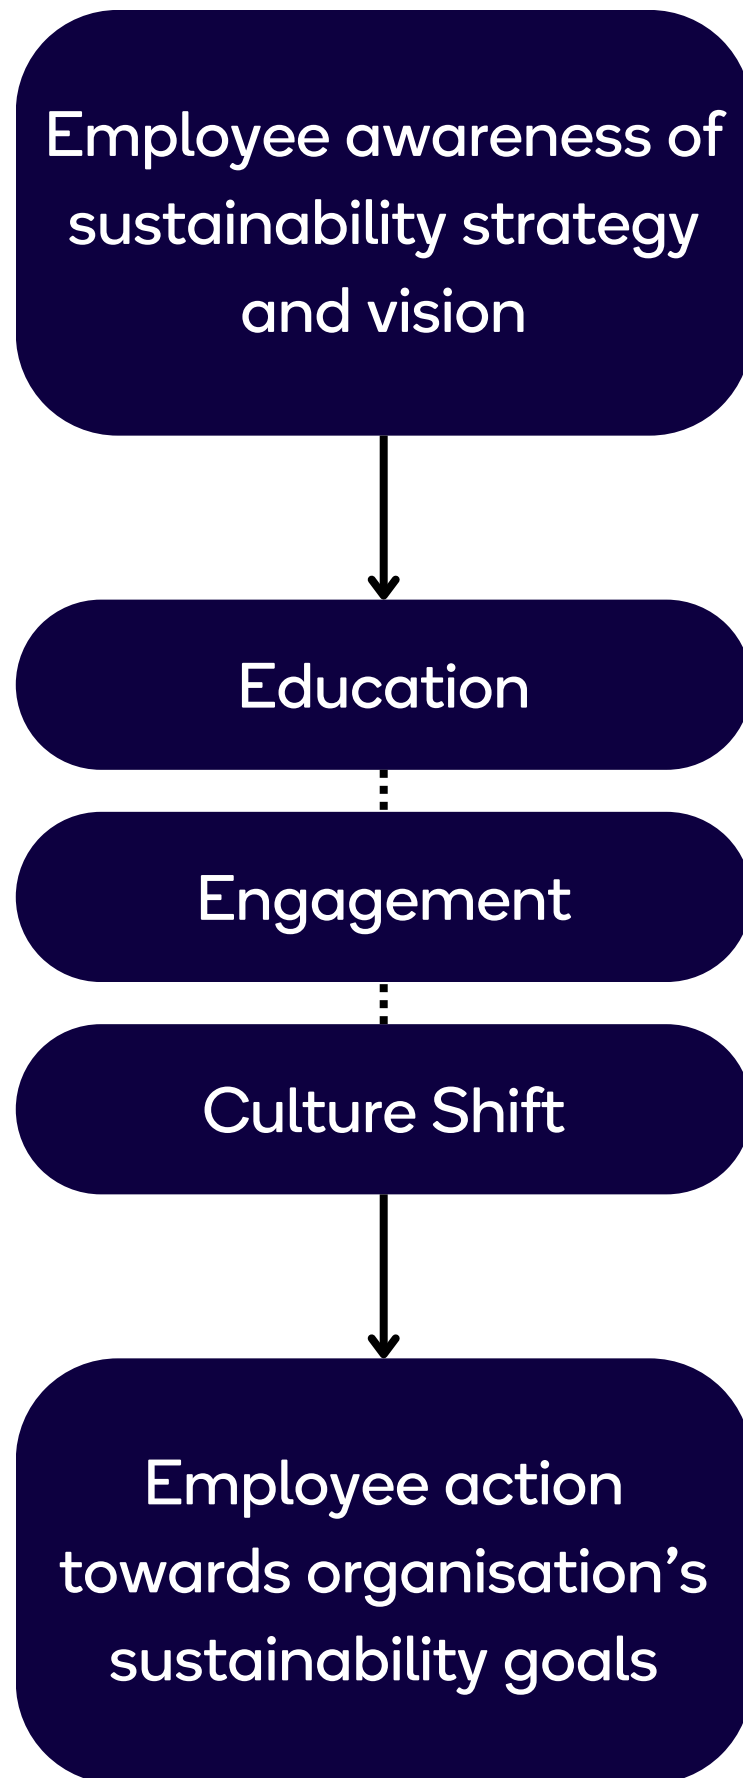 Employee awareness of
sustainability strategy
and vision
Education
Engagement
Culture Shift
Employee action
towards organisation’s
sustainability goals